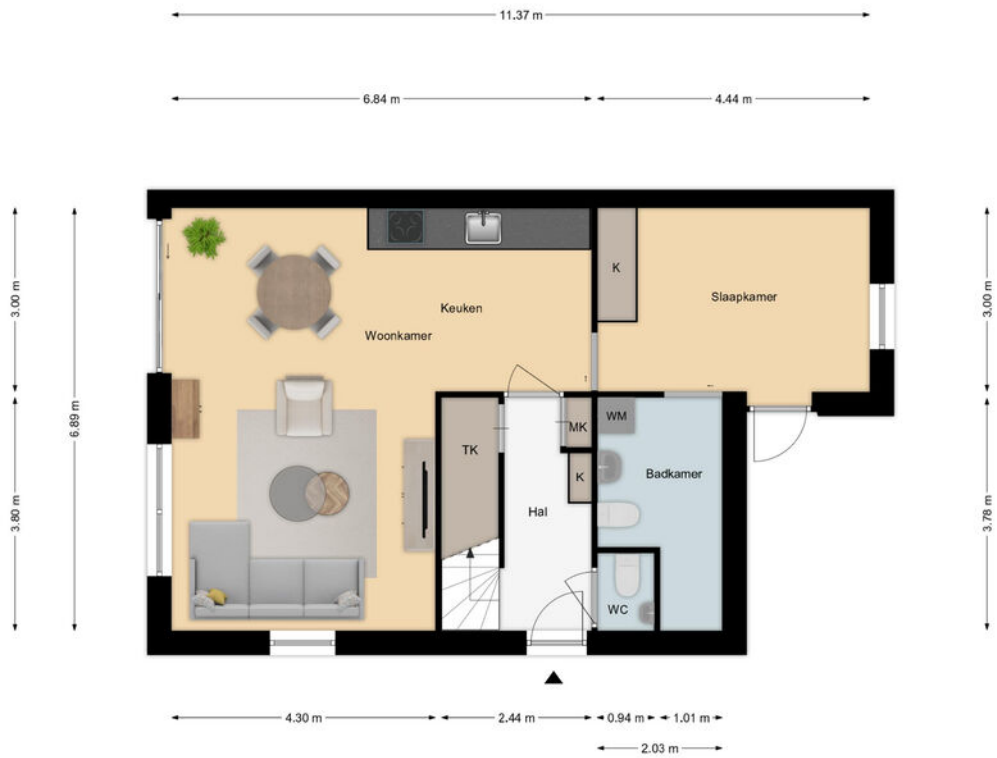 11.37 m
6.84 m
4.44 m
3.00 m
3.80 m
6.89 m
3.00 m
3.78 m
K
Slaapkamer
Keuken
Woonkamer
TK
MK
WM
K
Badkamer
Hal
WC
4.30 m
2.44 m
0.94 m
1.01 m
2.03 m